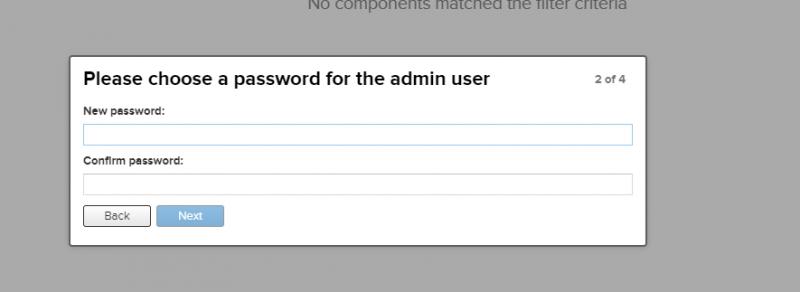 No components matched the filter criteria
Please choose a password for the admin user
2 of 4
New password:
Confirm password:
Back
Next